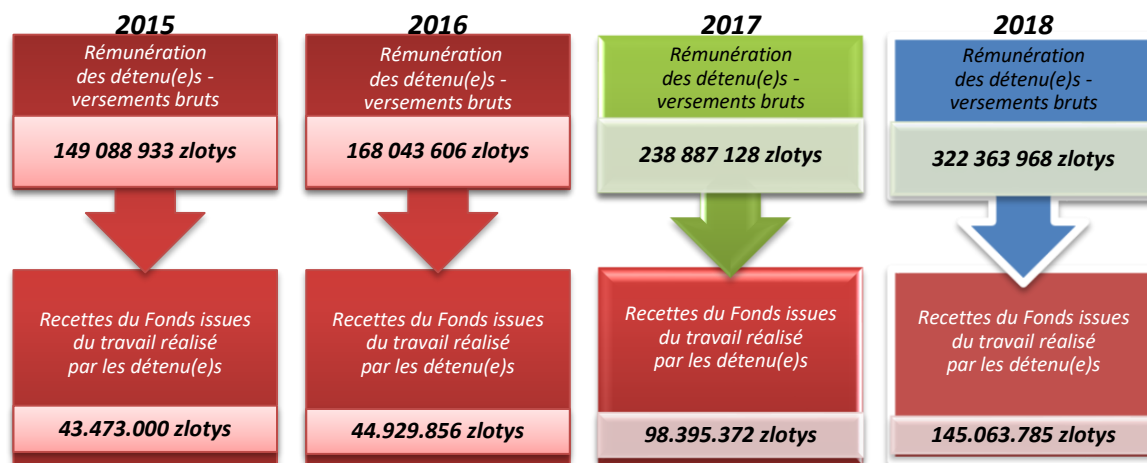 2015
Rémunération
des détenu(e)s -
versements bruts
149 088 933 zlotys
Recettes du Fonds issues
du travail réalisé
par les détenu(e)s
43.473.000 zlotys
2016
Rémunération
des détenu(e)s -
versements bruts
168 043 606 zlotys
Recettes du Fonds issues
du travail réalisé
par les détenu(e)s
44.929.856 zlotys
2017
Rémunération
des détenu(e)s -
versements bruts
238 887 128 zlotys
Recettes du Fonds issues
du travail réalisé
par les détenu(e)s
98.395.372 zlotys
2018
Rémunération
des détenu(e)s -
versements bruts
322 363 968 zlotys
Recettes du Fonds issues
du travail réalisé
par les détenu(e)s
145.063.785 zlotys